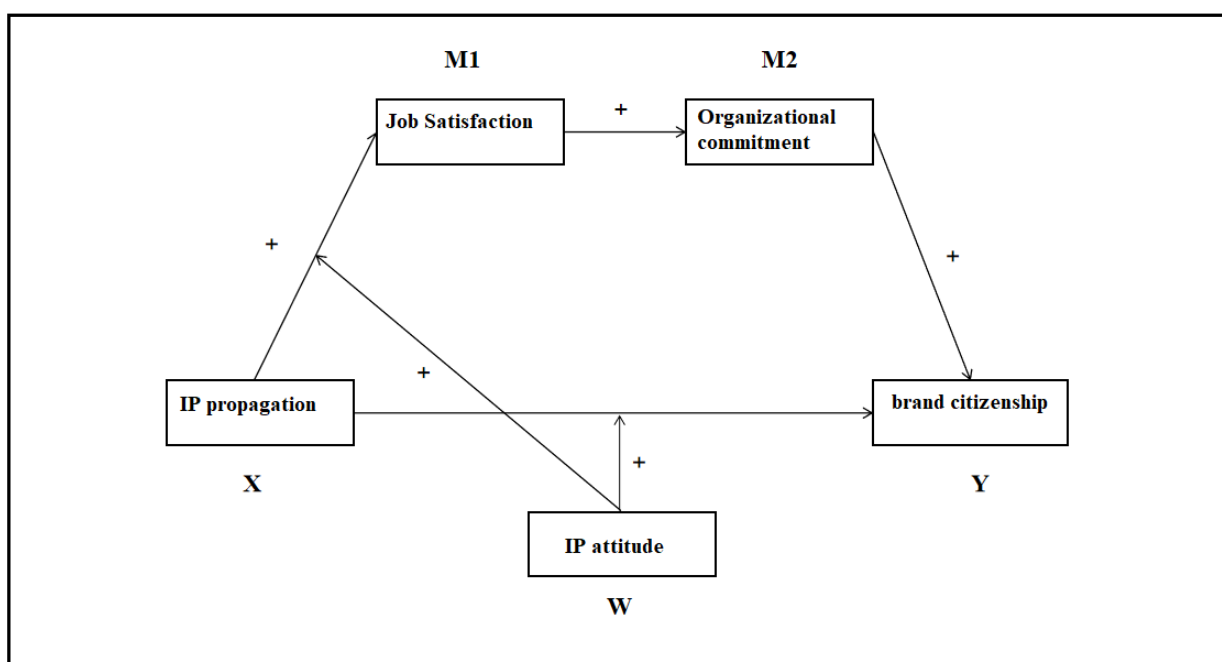 M1
M2
Job Satisfaction
+
Organizational
commitment
+
+
+
IP propagation
brand citizenship
X
+
Y
IP attitude
W